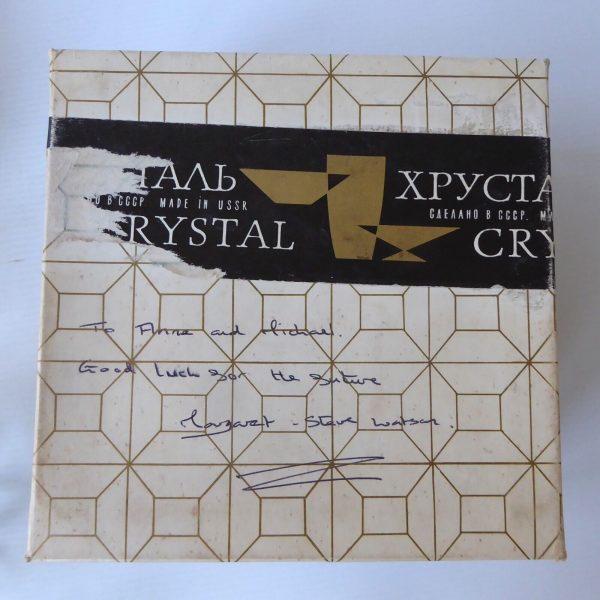 ТАЛЬ ХРУСТА
О В СССР. MADE IN USSR СДЕЛАНО В СССР. MA
RYSTAL CRY
To Anne and Michael.
Good Luck for the future
Margaret - Steve Watson.